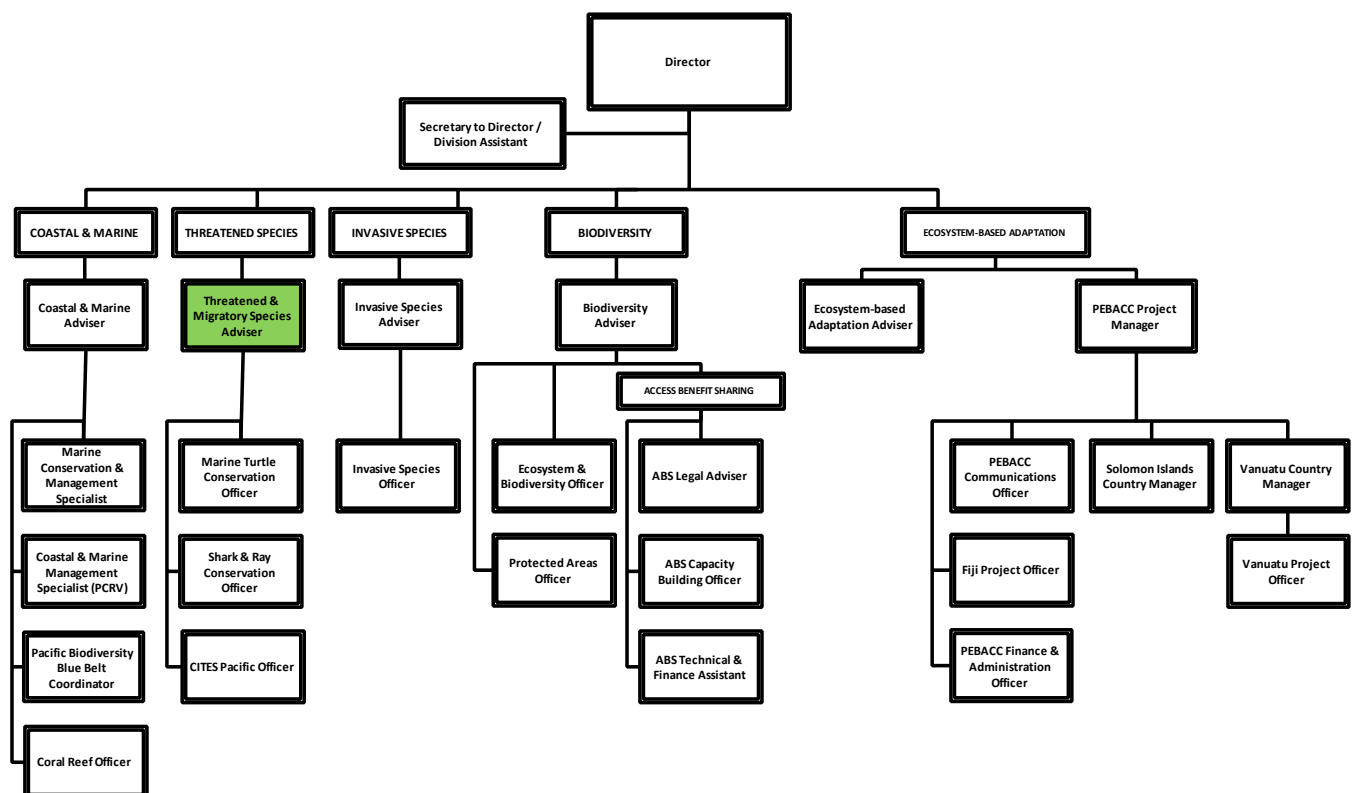 Director
Secretary to Director /
Division Assistant
COASTAL & MARINE
THREATENED SPECIES
INVASIVE SPECIES
BIODIVERSITY
ECOSYSTEM-BASED ADAPTATION
Coastal & Marine
Adviser
Threatened &
Migratory Species
Adviser
Invasive Species
Adviser
Biodiversity
Adviser
Ecosystem-based
Adaptation Adviser
PEBACC Project
Manager
ACCESS BENEFIT SHARING
Marine
Conservation &
Management
Specialist
Marine Turtle
Conservation
Officer
Invasive Species
Officer
Ecosystem &
Biodiversity Officer
ABS Legal Adviser
PEBACC
Communications
Officer
Solomon Islands
Country Manager
Vanuatu Country
Manager
Coastal & Marine
Management
Specialist (PCRV)
Shark & Ray
Conservation
Officer
Protected Areas
Officer
ABS Capacity
Building Officer
Fiji Project Officer
Vanuatu Project
Officer
Pacific Biodiversity
Blue Belt
Coordinator
CITES Pacific Officer
ABS Technical &
Finance Assistant
PEBACC Finance &
Administration
Officer
Coral Reef Officer